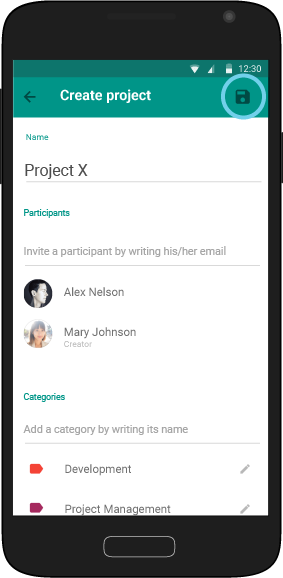 12:30
Create project
Name
Project X
Participants
Invite a participant by writing his/her email
Alex Nelson
Mary Johnson
Creator
Categories
Add a category by writing its name
Development
Project Management